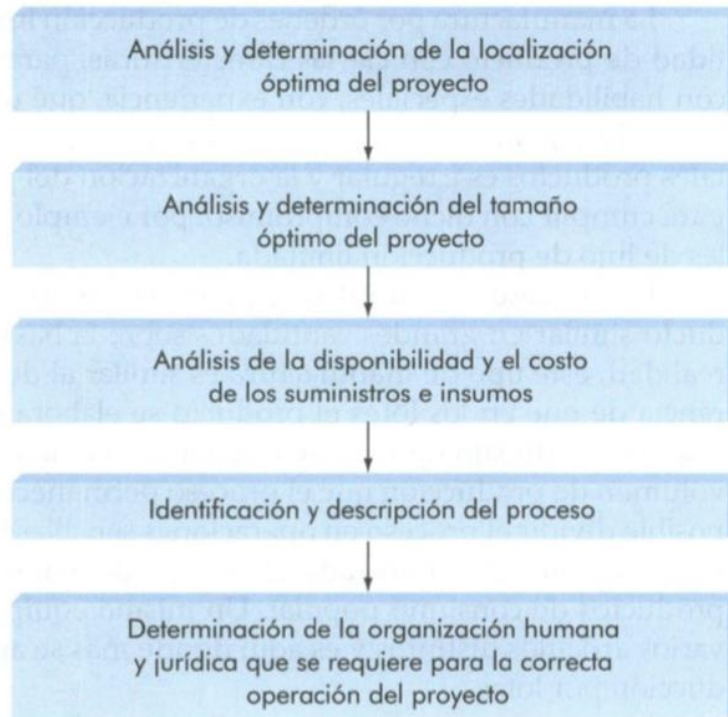 Análisis y determinación de la localización
óptima del proyecto
Análisis y determinación del tamaño
óptimo del proyecto
Análisis de la disponibilidad y el costo
de los suministros e insumos
Identificación y descripción del proceso
Determinación de la organización humana
y jurídica que se requiere para la correcta
operación del proyecto